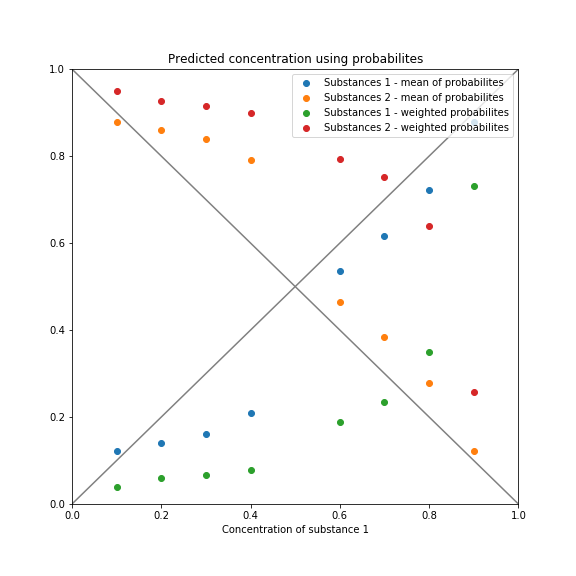 Predicted concentration using probabilites
Substances 1 - mean of probabilites
Substances 2 - mean of probabilites
Substances 1 - weighted probabilites
Substances 2 - weighted probabilites
1.0
0.8
0.6
0.4
0.2
0.0
0.0 0.2 0.4 0.6 0.8 1.0
Concentration of substance 1